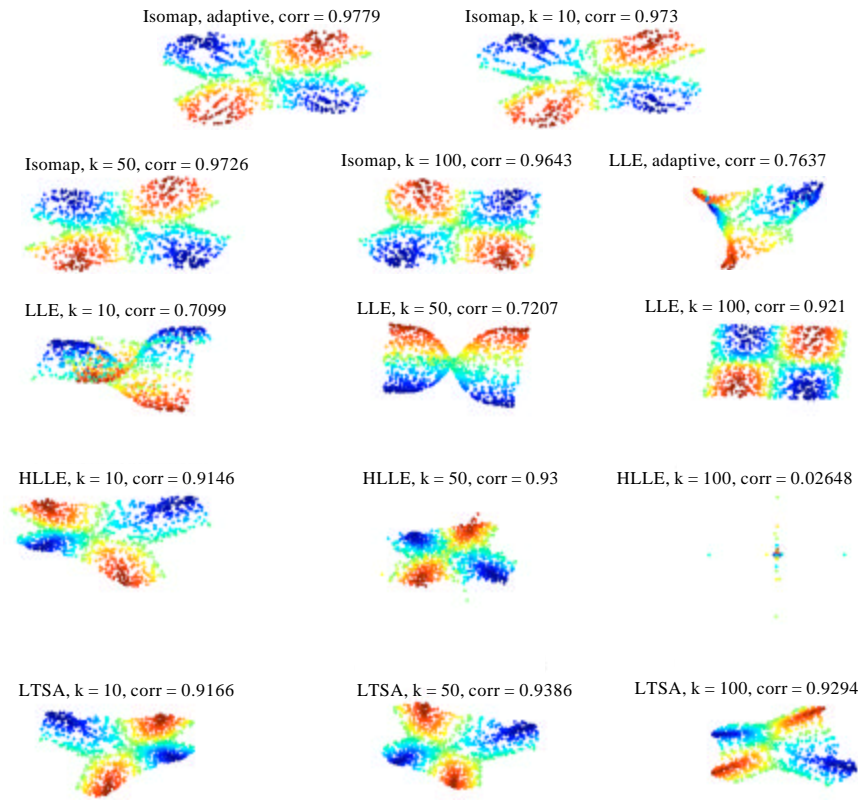 Isomap, adaptive, corr = 0.9779
Isomap, k = 10, corr = 0.973
Isomap, k = 50, corr = 0.9726
Isomap, k = 100, corr = 0.9643
LLE, adaptive, corr = 0.7637
LLE, k = 10, corr = 0.7099
LLE, k = 50, corr = 0.7207
LLE, k = 100, corr = 0.921
HLLE, k = 10, corr = 0.9146
HLLE, k = 50, corr = 0.93
HLLE, k = 100, corr = 0.02648
LTSA, k = 10, corr = 0.9166
LTSA, k = 50, corr = 0.9386
LTSA, k = 100, corr = 0.9294